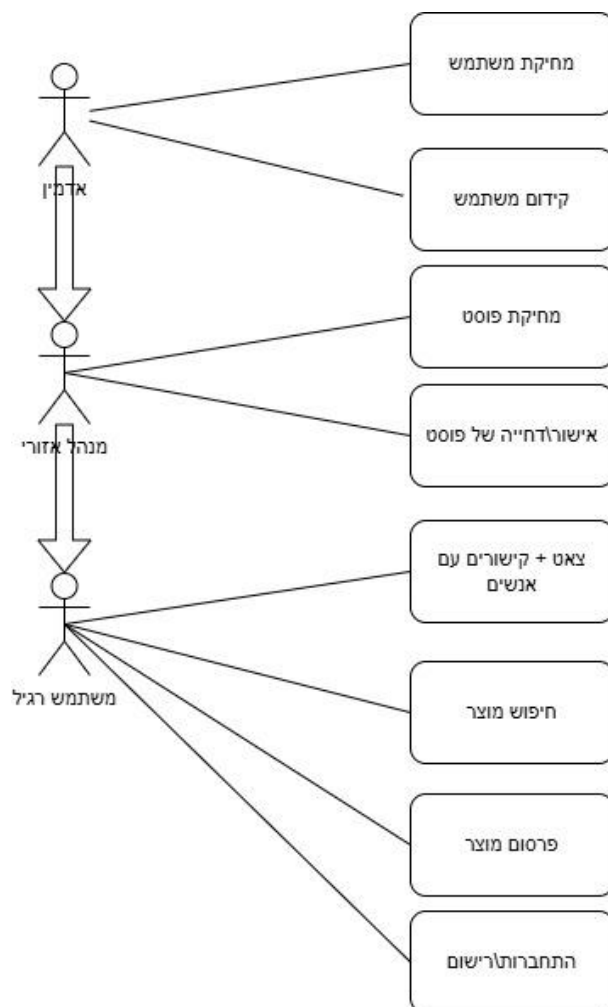 מחיקת משתמש
אדמין
קידום משתמש
מחיקת פוסט
מנהל אזורי
אישור\דחייה של פוסט
צאט + קישורים עם
אנשים
משתמש רגיל
חיפוש מוצר
פרסום מוצר
התחברות\רישום